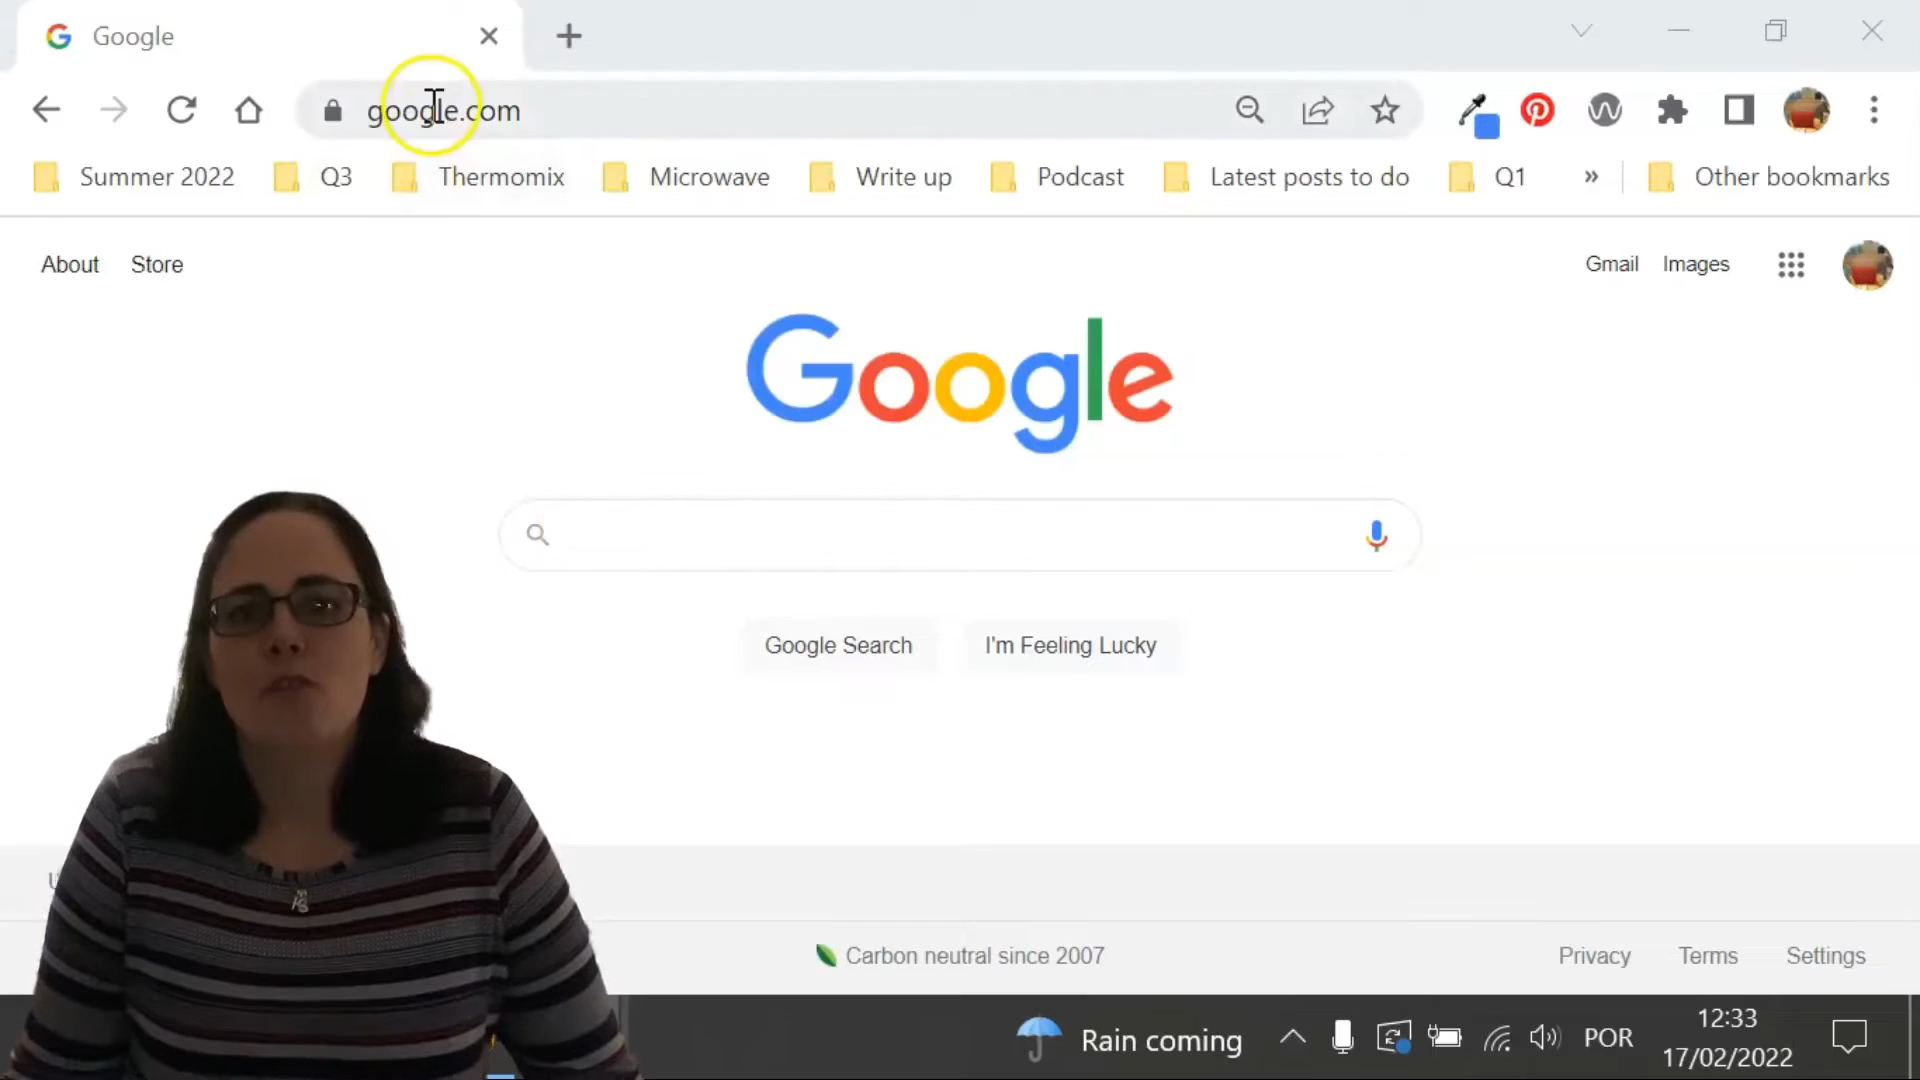 Google
google.com
Summer 2022 Q3 Thermomix Microwave Write up Podcast Latest posts to do Q1 » Other bookmarks
About Store Gmail Images
Google
Google Search I'm Feeling Lucky
Carbon neutral since 2007 Privacy Terms Settings
Rain coming POR 12:33
17/02/2022